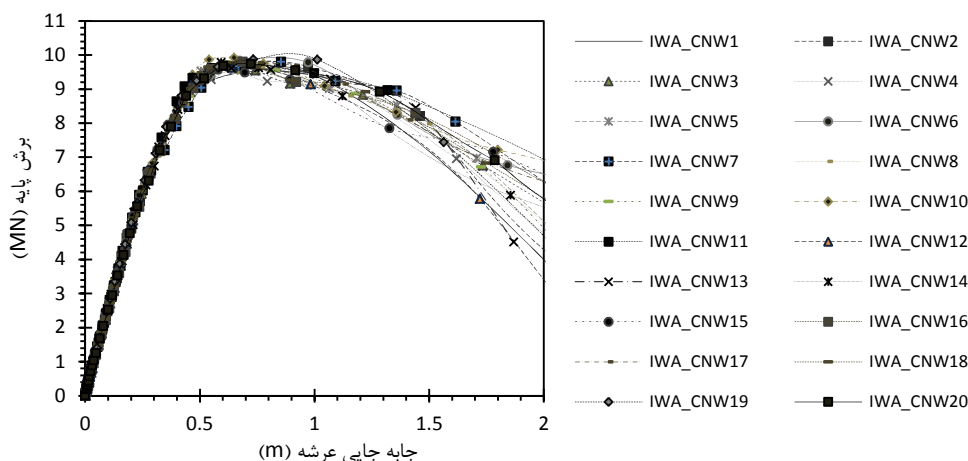 11
10
9
8
7
6
5
4
3
2
1
0
برش پایه (MN)
0 0.5 1 1.5 2
جابه جایی عرشه (m)
IWA_CNW1 IWA_CNW2
IWA_CNW3 IWA_CNW4
IWA_CNW5 IWA_CNW6
IWA_CNW7 IWA_CNW8
IWA_CNW9 IWA_CNW10
IWA_CNW11 IWA_CNW12
IWA_CNW13 IWA_CNW14
IWA_CNW15 IWA_CNW16
IWA_CNW17 IWA_CNW18
IWA_CNW19 IWA_CNW20